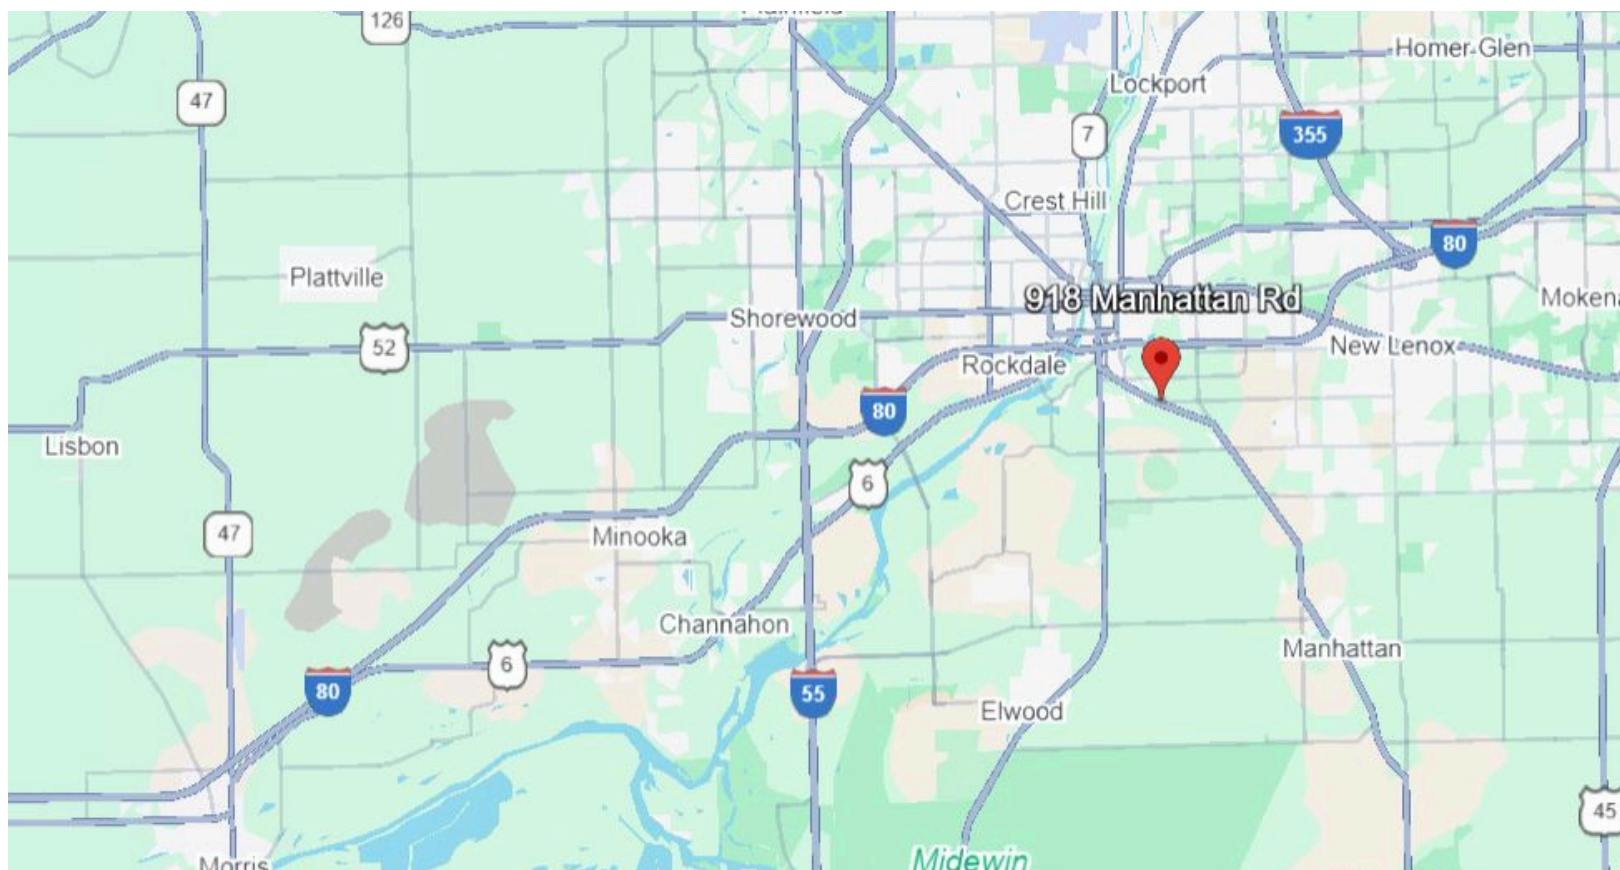 Plainfield
126
Homer Glen
Lockport
47
7
355
Crest Hill
80
Plattville
918 Manhattan Rd
Mokena
Shorewood
52
New Lenox
Rockdale
80
Lisbon
6
47
Minooka
Channahon
Manhattan
6
80
55
Elwood
45
Midewin
Morris